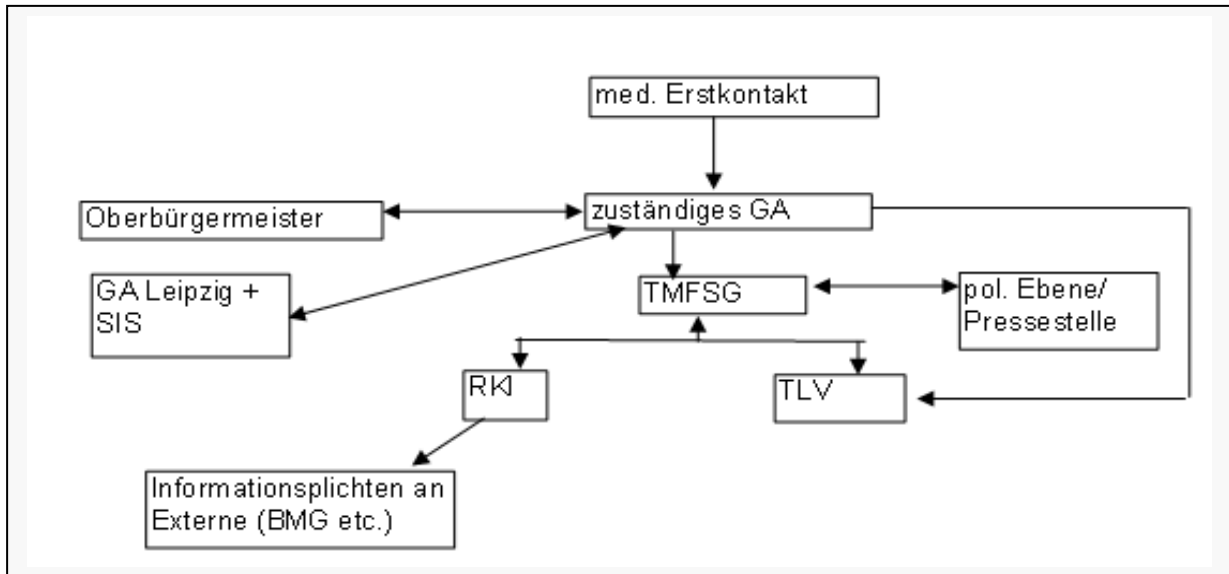 med. Erstkontakt
Oberbürgermeister
zuständiges GA
GA Leipzig +
SIS
TMFSG
pol. Ebene/
Pressestelle
RKI
TLV
Informationsplichten an
Externe (BMG etc.)